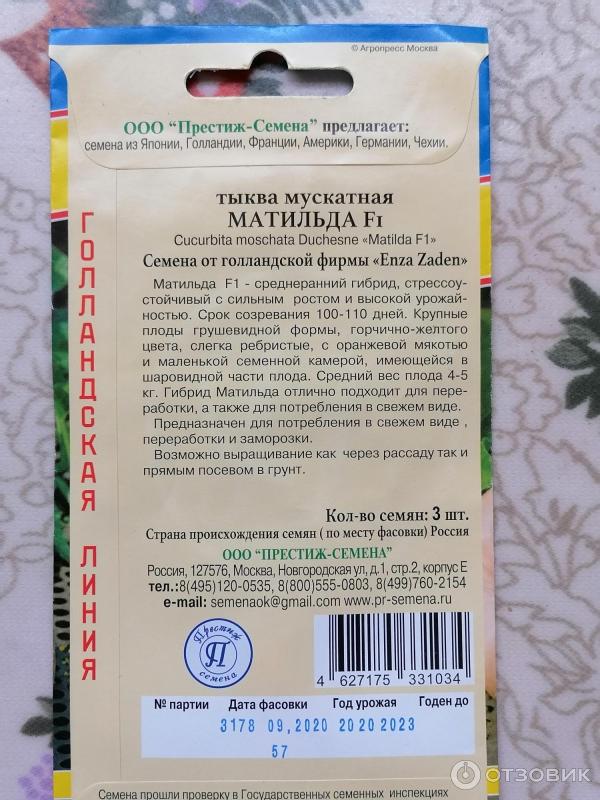 © Агропресс Москва
ООО “Престиж-Семена” предлагает:
семена из Японии, Голландии, Франции, Америки, Германии, Чехии.
ГОЛЛАНДСКАЯ ЛИНИЯ
тыква мускатная
МАТИЛЬДА F1
Cucurbita moschata Duchesne «Matilda F1»
Семена от голландской фирмы «Enza Zaden»
Матильда F1 - среднеранний гибрид, стрессоу-
стойчивый с сильным ростом и высокой урожай-
ностью. Срок созревания 100-110 дней. Крупные
плоды грушевидной формы, горчично-желтого
цвета, слегка ребристые, с оранжевой мякотью
и маленькой семенной камерой, имеющейся в
шаровидной части плода. Средний вес плода 4-5
кг. Гибрид Матильда отлично подходит для пере-
работки, а также для потребления в свежем виде.
Предназначен для потребления в свежем виде ,
переработки и заморозки.
Возможно выращивание как через рассаду так и
прямым посевом в грунт.
Кол-во семян: 3 шт.
Страна происхождения семян ( по месту фасовки) Россия
ООО “ПРЕСТИЖ-СЕМЕНА”
Россия, 127576, Москва, Новгородская ул, д.1, стр.2, корпус Е
тел.:8(495)120-0535, 8(800)555-0803, 8(499)760-2154
e-mail: semenaok@gmail.com www.pr-semena.ru
Престиж
П
семена
4 627175 331034
№ партии Дата фасовки Год урожая Годен до
3178 09,2020 2020 2023
57
Семена прошли проверку в Государственных семенных инспекциях
ОТЗОВИК